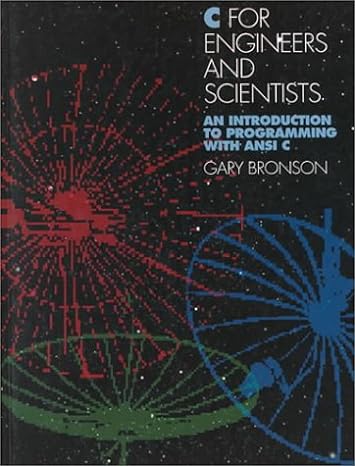 C FOR
ENGINEERS
AND
SCIENTISTS
AN INTRODUCTION
TO PROGRAMMING
WITH ANSI C
GARY BRONSON